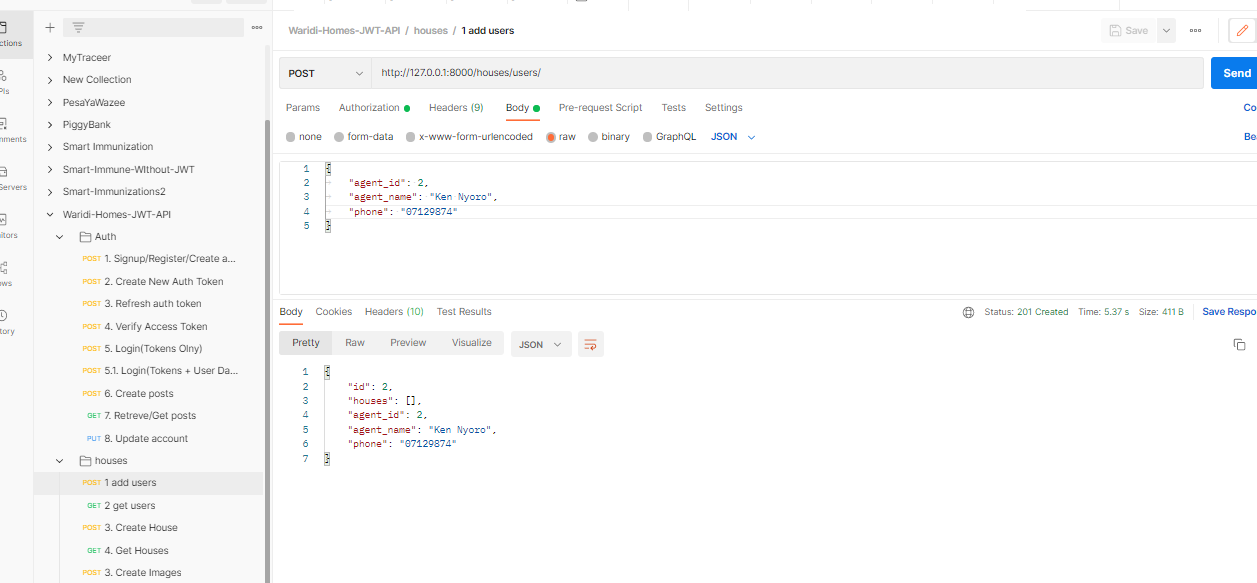 Waridi-Homes-JWT-API / houses / 1 add users
Save
POST
http://127.0.0.1:8000/houses/users/
Send
Params Authorization Headers (9) Body Pre-request Script Tests Settings
none form-data x-www-form-urlencoded raw binary GraphQL JSON
1 {
2 "agent_id": 2,
3 "agent_name": "Ken Nyoro",
4 "phone": "07129874"
5 }
Body Cookies Headers (10) Test Results
Status: 201 Created Time: 5.37 s Size: 411 B Save Respo
Pretty Raw Preview Visualize JSON
1 {
2 "id": 2,
3 "houses": [],
4 "agent_id": 2,
5 "agent_name": "Ken Nyoro",
6 "phone": "07129874"
7 }
MyTraceer
New Collection
PesaYaWazee
PiggyBank
Smart Immunization
Smart-Immune-WIthout-JWT
Smart-Immunizations2
Waridi-Homes-JWT-API
Auth
POST 1. Signup/Register/Create a...
POST 2. Create New Auth Token
POST 3. Refresh auth token
POST 4. Verify Access Token
POST 5. Login(Tokens Olny)
POST 5.1. Login(Tokens + User Da...
POST 6. Create posts
GET 7. Retreve/Get posts
PUT 8. Update account
houses
POST 1 add users
GET 2 get users
POST 3. Create House
GET 4. Get Houses
POST 3. Create Images